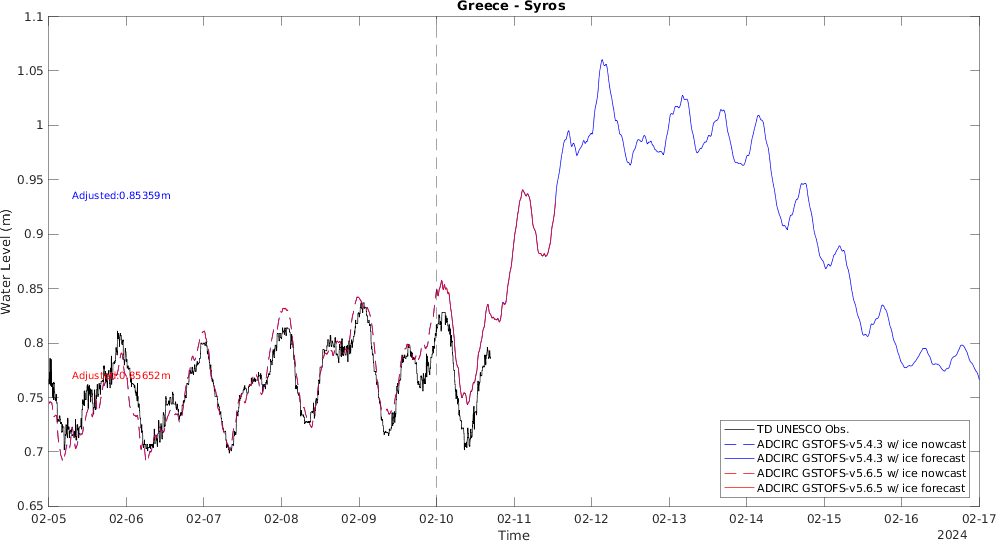 Greece - Syros
1.1
1.05
1
0.95
0.9
0.85
0.8
0.75
0.7
0.65
Water Level (m)
Adjusted:0.85359m
Adjusted:0.85652m
TD UNESCO Obs.
ADCIRC GSTOFS-v5.4.3 w/ ice nowcast
ADCIRC GSTOFS-v5.4.3 w/ ice forecast
ADCIRC GSTOFS-v5.6.5 w/ ice nowcast
ADCIRC GSTOFS-v5.6.5 w/ ice forecast
02-05 02-06 02-07 02-08 02-09 02-10 02-11 02-12 02-13 02-14 02-15 02-16 02-17
Time
2024